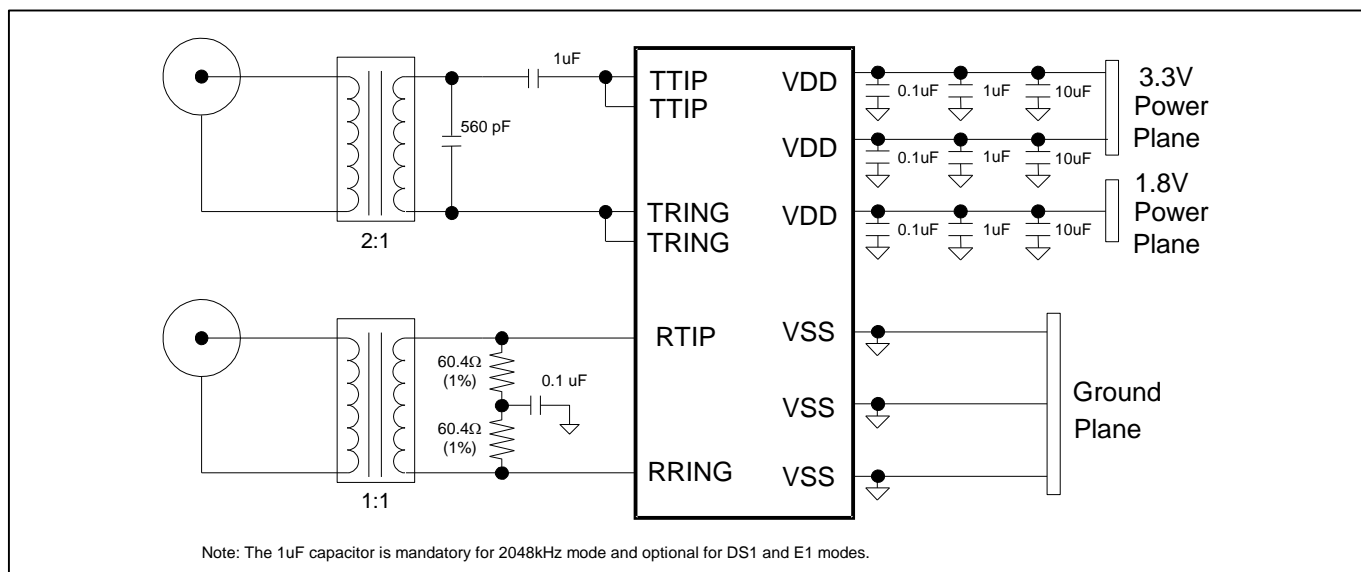 1uF
560 pF
2:1
TTIP
TTIP
TRING
TRING
VDD
0.1uF
1uF
10uF
VDD
0.1uF
1uF
10uF
3.3V
Power
Plane
VDD
0.1uF
1uF
10uF
1.8V
Power
Plane
60.4Ω
(1%)
0.1 uF
60.4Ω
(1%)
1:1
RTIP
RRING
VSS
VSS
VSS
Ground
Plane
Note: The 1uF capacitor is mandatory for 2048kHz mode and optional for DS1 and E1 modes.